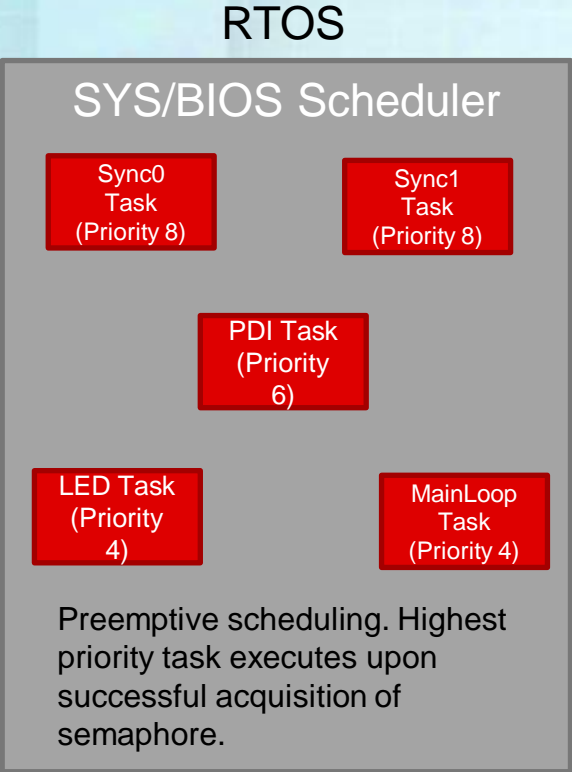 RTOS
SYS/BIOS Scheduler
Sync0
Task
(Priority 8)
Sync1
Task
(Priority 8)
PDI Task
(Priority
6)
LED Task
(Priority
4)
MainLoop
Task
(Priority 4)
Preemptive scheduling. Highest
priority task executes upon
successful acquisition of
semaphore.